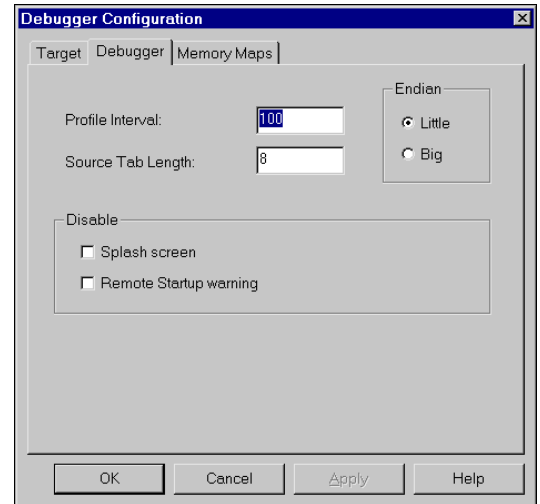 Debugger Configuration
Target Debugger Memory Maps
Profile Interval: 100
Source Tab Length: 8
Endian
Little
Big
Disable
Splash screen
Remote Startup warning
OK Cancel Apply Help